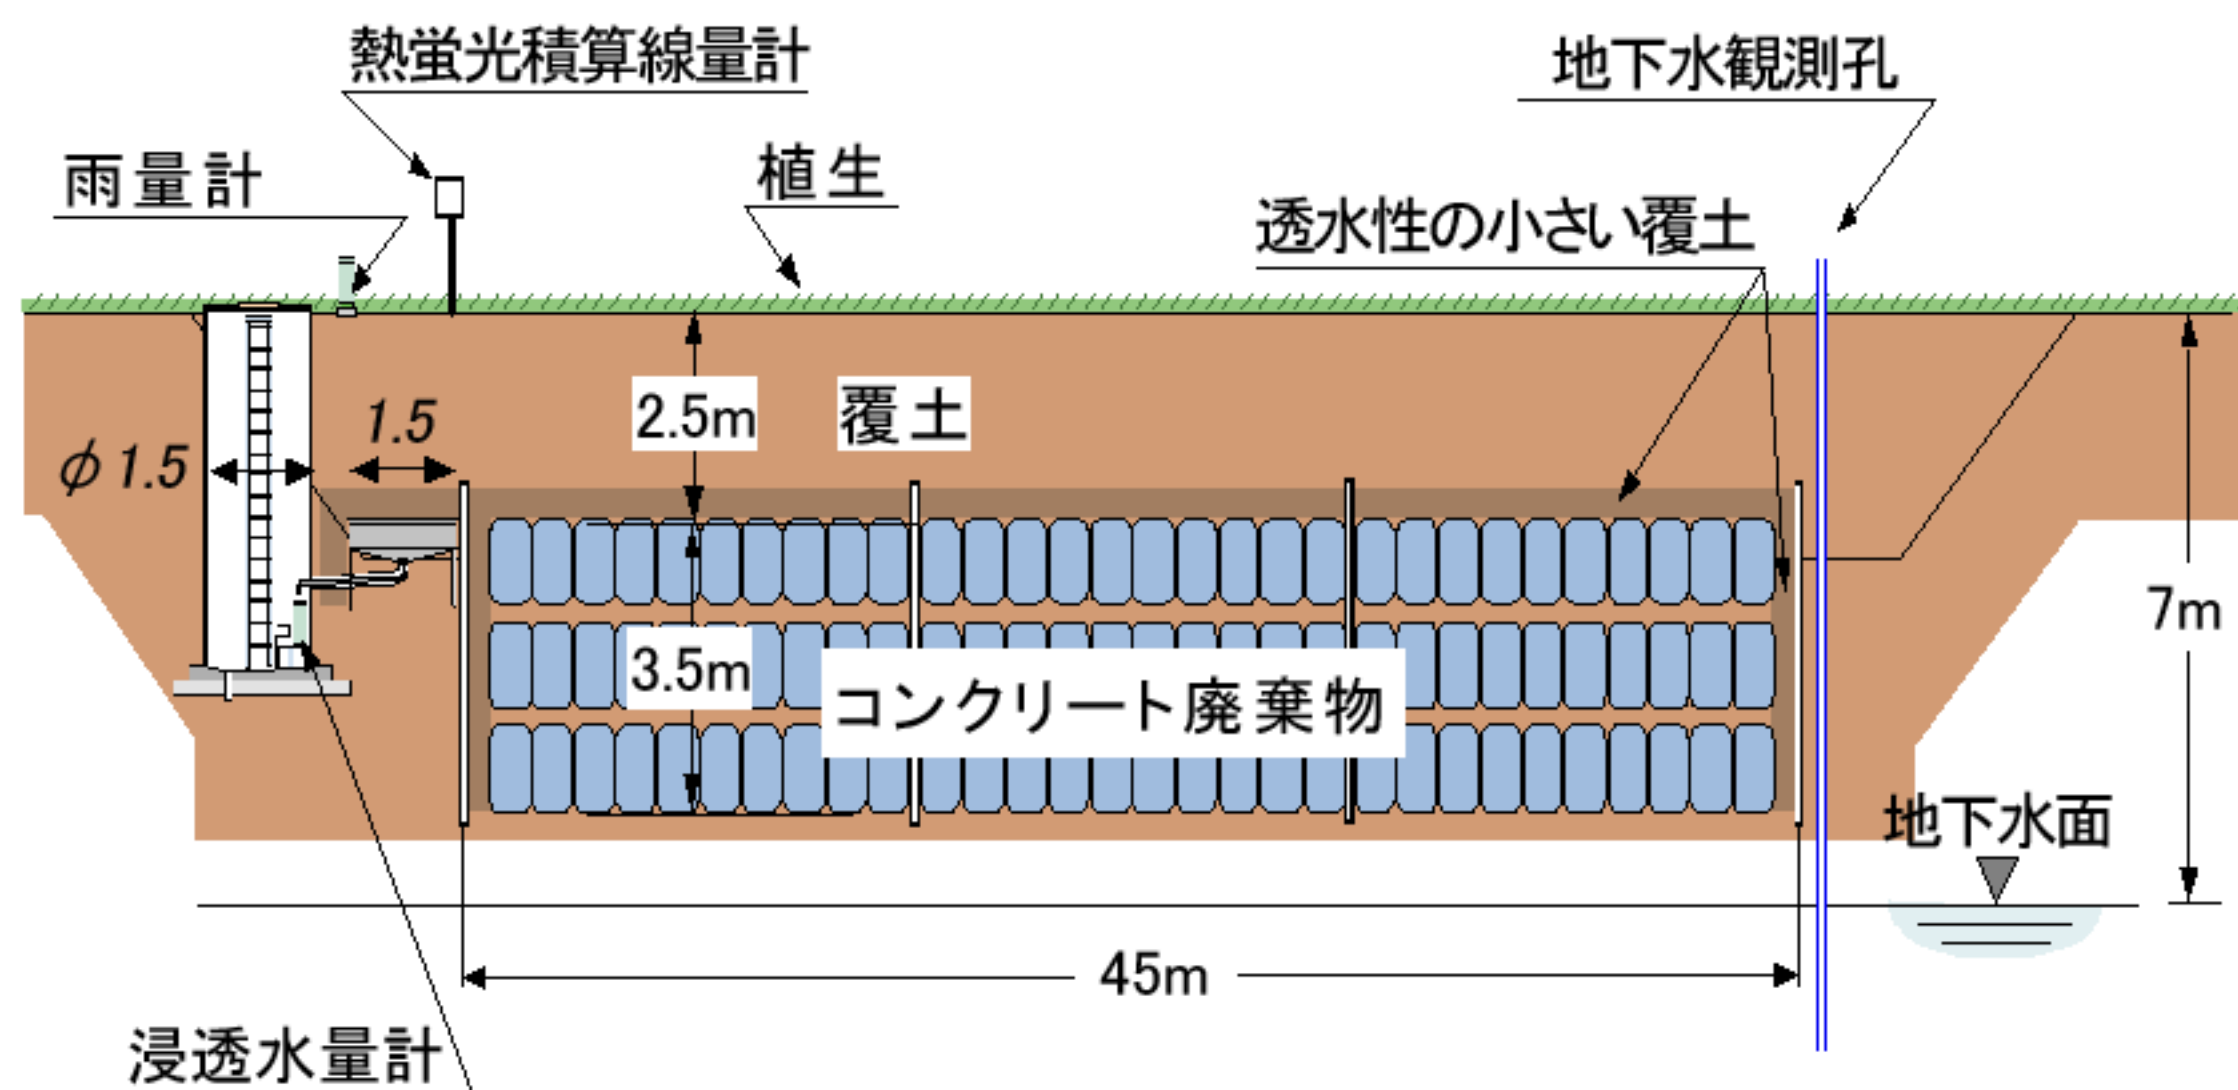 熱蛍光積算線量計
地下水観測孔
雨量計
植生
透水性の小さい覆土
2.5m
覆土
1.5
φ1.5
7m
3.5m
コンクリート廃棄物
地下水面
45m
浸透水量計